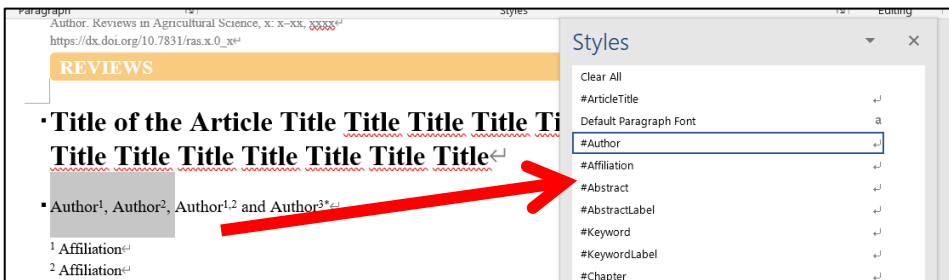 Paragraph Styles Editing
Author. Reviews in Agricultural Science, x: x–xx, xxxx
https://dx.doi.org/10.7831/ras.x.0_x
REVIEWS
Title of the Article Title Title Title Title Ti
Title Title Title Title Title Title Title
Author¹, Author², Author¹,² and Author³*
¹ Affiliation
² Affiliation
Styles
Clear All
#ArticleTitle
Default Paragraph Font a
#Author
#Affiliation
#Abstract
#AbstractLabel
#Keyword
#KeywordLabel
#Chapter